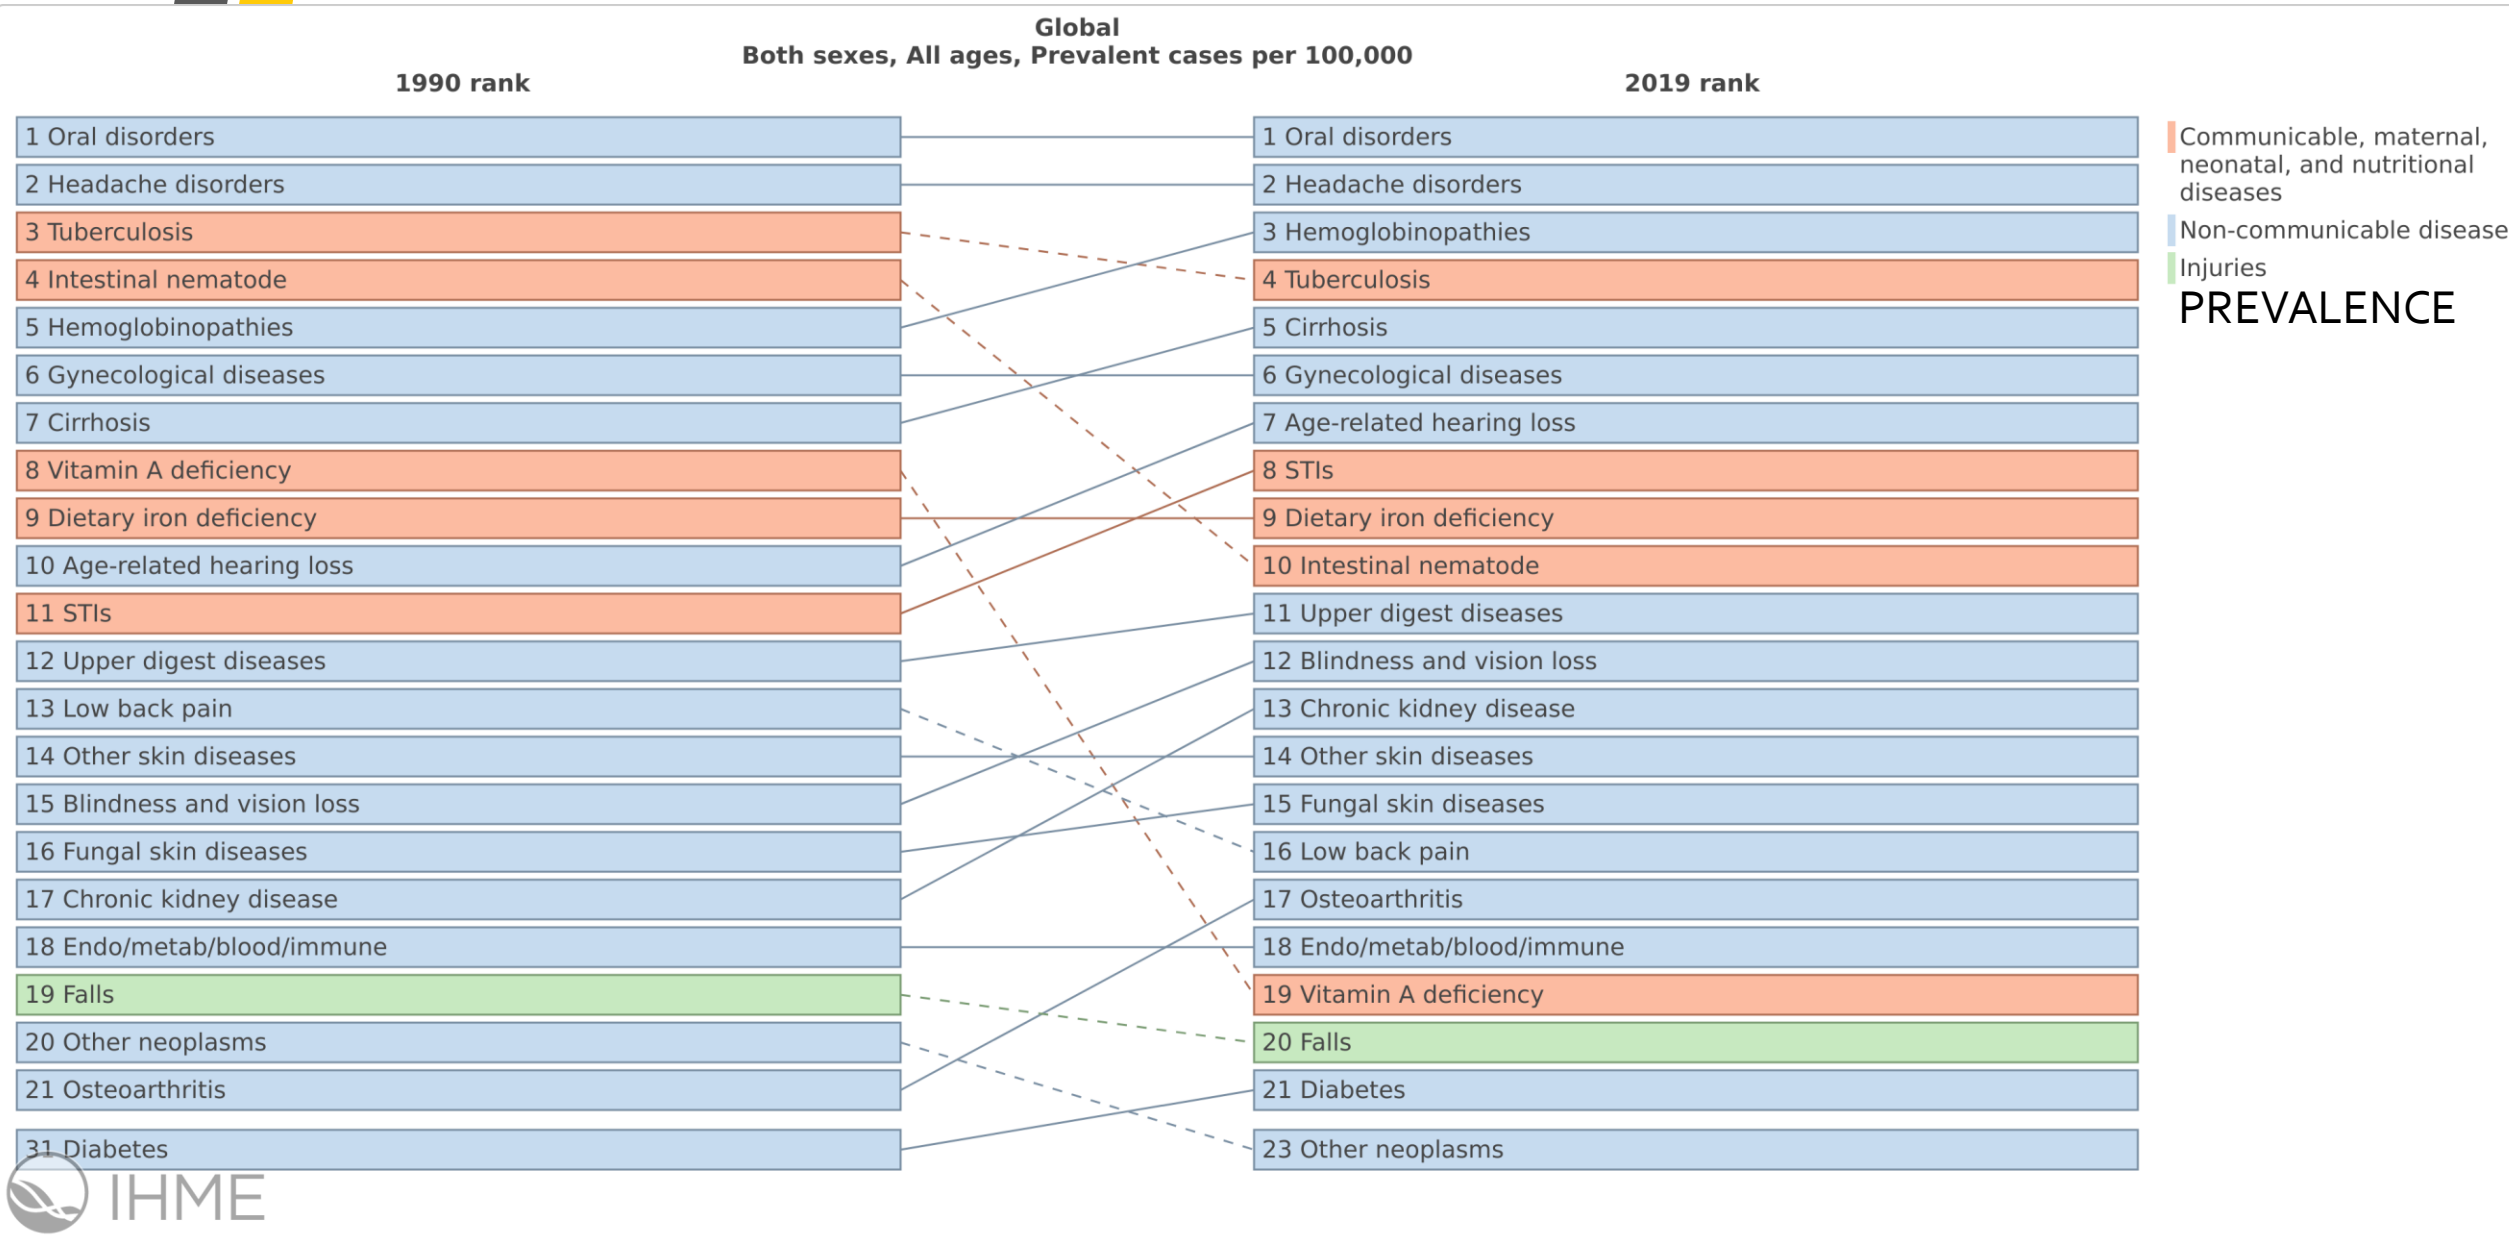 Global
Both sexes, All ages, Prevalent cases per 100,000
1990 rank
2019 rank
1 Oral disorders
2 Headache disorders
3 Tuberculosis
4 Intestinal nematode
5 Hemoglobinopathies
6 Gynecological diseases
7 Cirrhosis
8 Vitamin A deficiency
9 Dietary iron deficiency
10 Age-related hearing loss
11 STIs
12 Upper digest diseases
13 Low back pain
14 Other skin diseases
15 Blindness and vision loss
16 Fungal skin diseases
17 Chronic kidney disease
18 Endo/metab/blood/immune
19 Falls
20 Other neoplasms
21 Osteoarthritis
31 Diabetes
1 Oral disorders
2 Headache disorders
3 Hemoglobinopathies
4 Tuberculosis
5 Cirrhosis
6 Gynecological diseases
7 Age-related hearing loss
8 STIs
9 Dietary iron deficiency
10 Intestinal nematode
11 Upper digest diseases
12 Blindness and vision loss
13 Chronic kidney disease
14 Other skin diseases
15 Fungal skin diseases
16 Low back pain
17 Osteoarthritis
18 Endo/metab/blood/immune
19 Vitamin A deficiency
20 Falls
21 Diabetes
23 Other neoplasms
Communicable, maternal,
neonatal, and nutritional
diseases
Non-communicable disease
Injuries
PREVALENCE
IHME